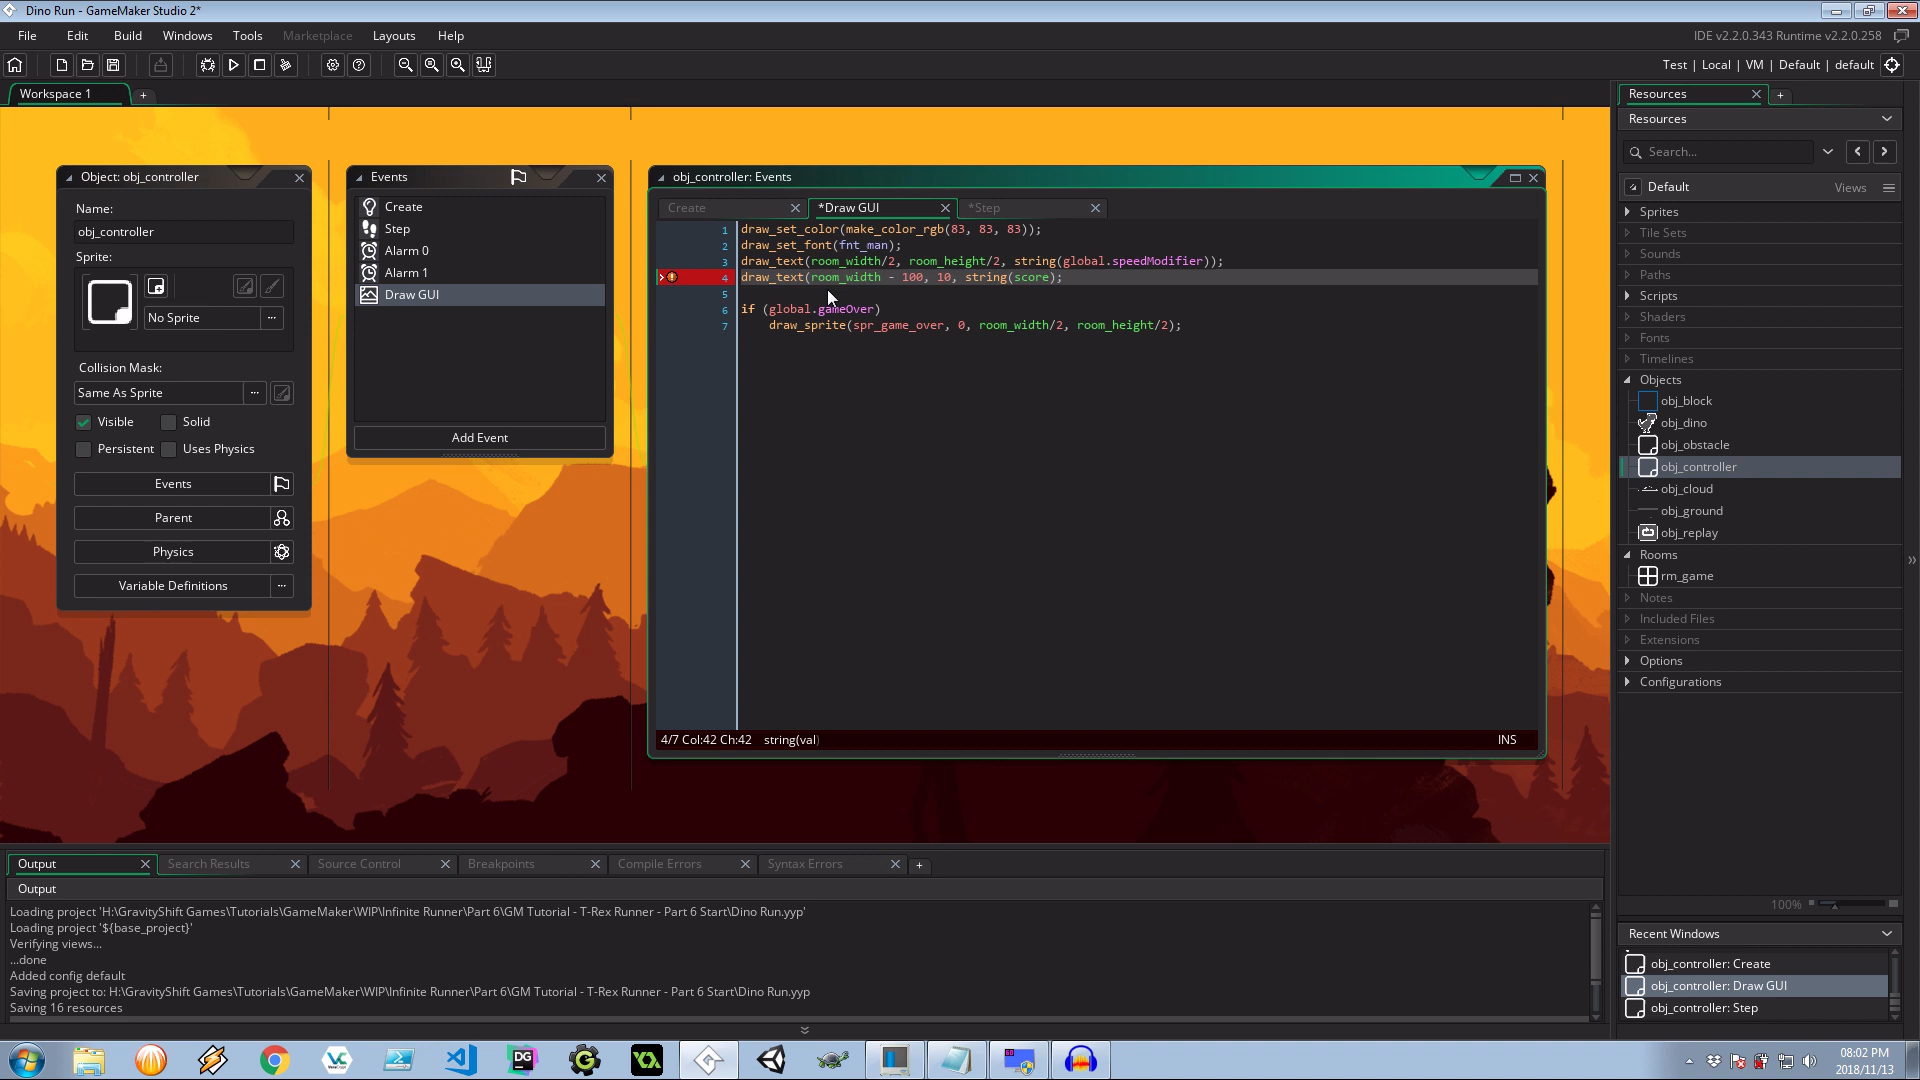 Dino Run - GameMaker Studio 2*
File Edit Build Windows Tools Marketplace Layouts Help
IDE v2.2.0.343 Runtime v2.2.0.258
Test | Local | VM | Default | default
Workspace 1
Object: obj_controller
Name:
obj_controller
Sprite:
No Sprite
Collision Mask:
Same As Sprite
Visible Solid
Persistent Uses Physics
Events
Parent
Physics
Variable Definitions
Events
Create
Step
Alarm 0
Alarm 1
Draw GUI
Add Event
obj_controller: Events
Create *Draw GUI *Step
1 draw_set_color(make_color_rgb(83, 83, 83));
2 draw_set_font(fnt_man);
3 draw_text(room_width/2, room_height/2, string(global.speedModifier));
4 draw_text(room_width - 100, 10, string(score);
5
6 if (global.gameOver)
7 draw_sprite(spr_game_over, 0, room_width/2, room_height/2);
4/7 Col:42 Ch:42 string(val) INS
Resources
Resources
Search...
Default Views
Sprites
Tile Sets
Sounds
Paths
Scripts
Shaders
Fonts
Timelines
Objects
obj_block
obj_dino
obj_obstacle
obj_controller
obj_cloud
obj_ground
obj_replay
Rooms
rm_game
Notes
Included Files
Extensions
Options
Configurations
100%
Recent Windows
obj_controller: Create
obj_controller: Draw GUI
obj_controller: Step
Output Search Results Source Control Breakpoints Compile Errors Syntax Errors
Output
Loading project 'H:\GravityShift Games\Tutorials\GameMaker\WIP\Infinite Runner\Part 6\GM Tutorial - T-Rex Runner - Part 6 Start\Dino Run.yyp'
Loading project '${base_project}'
Verifying views...
...done
Added config default
Saving project to: H:\GravityShift Games\Tutorials\GameMaker\WIP\Infinite Runner\Part 6\GM Tutorial - T-Rex Runner - Part 6 Start\Dino Run.yyp
Saving 16 resources
DG
08:02 PM
2018/11/13